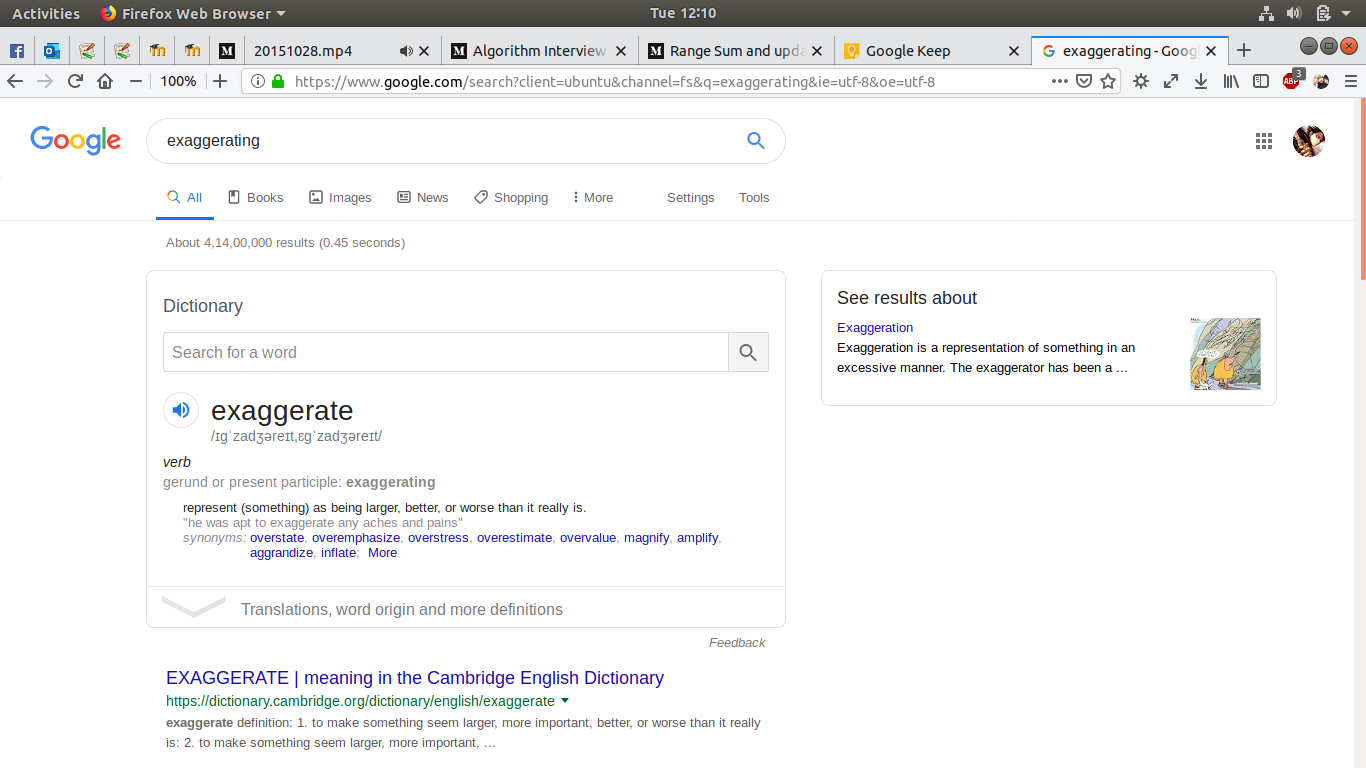 Activities Firefox Web Browser Tue 12:10
20151028.mp4 Algorithm Interview Range Sum and upda Google Keep exaggerating - Goog
100% https://www.google.com/search?client=ubuntu&channel=fs&q=exaggerating&ie=utf-8&oe=utf-8 ABP 3
Google exaggerating
All Books Images News Shopping More Settings Tools
About 4,14,00,000 results (0.45 seconds)
Dictionary
Search for a word
exaggerate
/ɪɡˈzadʒəreɪt,ɛɡˈzadʒəreɪt/
verb
gerund or present participle: exaggerating
represent (something) as being larger, better, or worse than it really is.
"he was apt to exaggerate any aches and pains"
synonyms: overstate, overemphasize, overstress, overestimate, overvalue, magnify, amplify,
aggrandize, inflate; More
Translations, word origin and more definitions
Feedback
EXAGGERATE | meaning in the Cambridge English Dictionary
https://dictionary.cambridge.org/dictionary/english/exaggerate
exaggerate definition: 1. to make something seem larger, more important, better, or worse than it really
is: 2. to make something seem larger, more important, ...
See results about
Exaggeration
Exaggeration is a representation of something in an
excessive manner. The exaggerator has been a ...